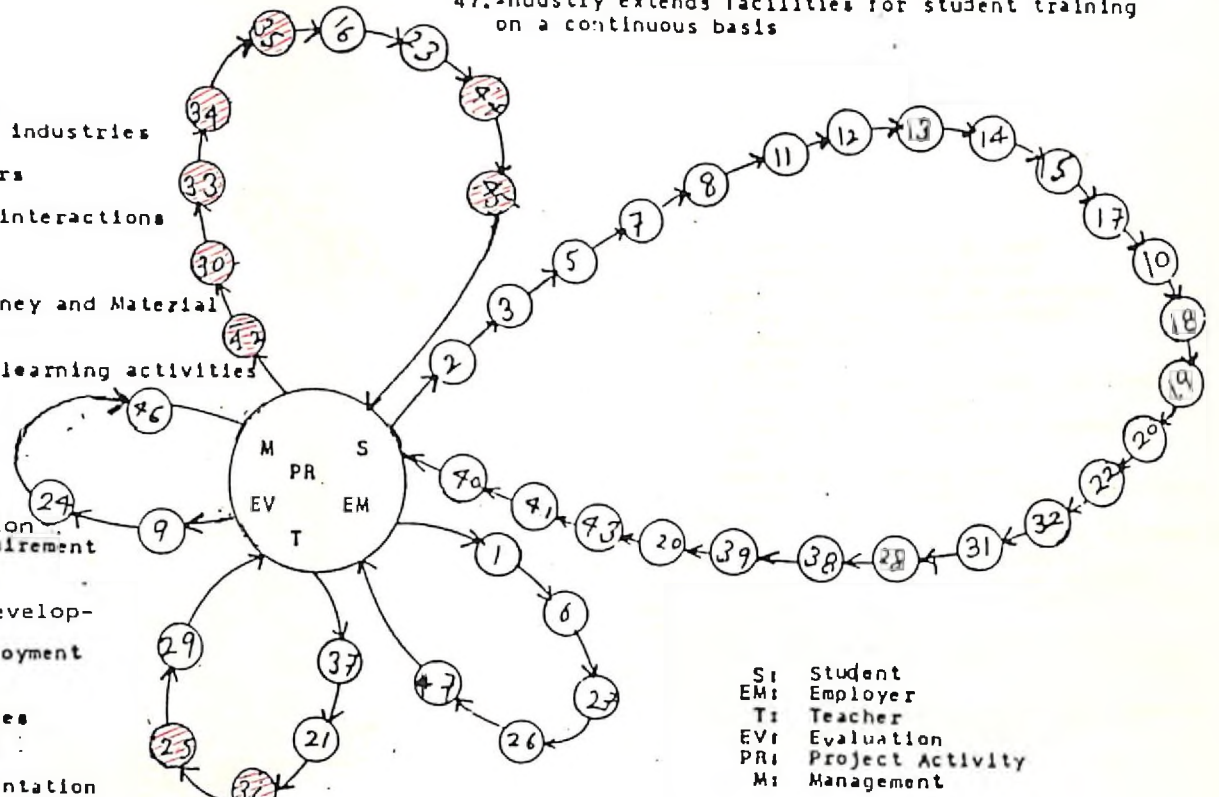 47. Industry extends facilities for student training
on a continuous basis
industries
rs
interactions
ney and Material
learning activities
on
irement
evelop-
oyment
es
ntation
35
16
23
34
33
30
42
2
3
5
7
8
11
12
13
14
15
17
10
18
19
20
22
32
31
28
38
39
20
43
41
40
46
24
9
M
S
PR
EV
EM
T
1
6
27
26
47
37
21
25
29
S: Student
EM: Employer
T: Teacher
EV: Evaluation
PR: Project Activity
M: Management